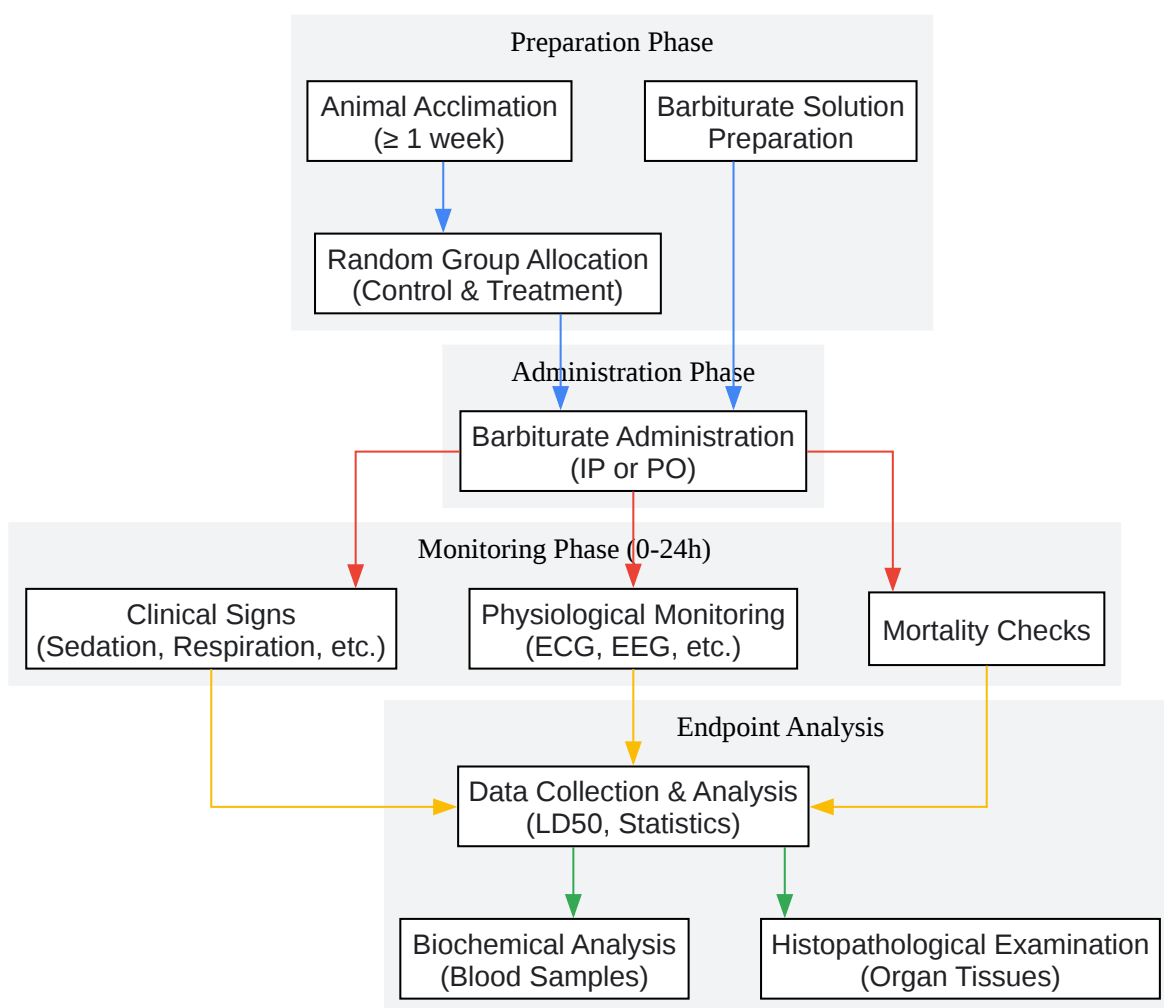 Preparation Phase
Animal Acclimation
(≥ 1 week)
Barbiturate Solution
Preparation
Random Group Allocation
(Control & Treatment)
Administration Phase
Barbiturate Administration
(IP or PO)
Monitoring Phase (0-24h)
Clinical Signs
(Sedation, Respiration, etc.)
Physiological Monitoring
(ECG, EEG, etc.)
Mortality Checks
Endpoint Analysis
Data Collection & Analysis
(LD50, Statistics)
Biochemical Analysis
(Blood Samples)
Histopathological Examination
(Organ Tissues)